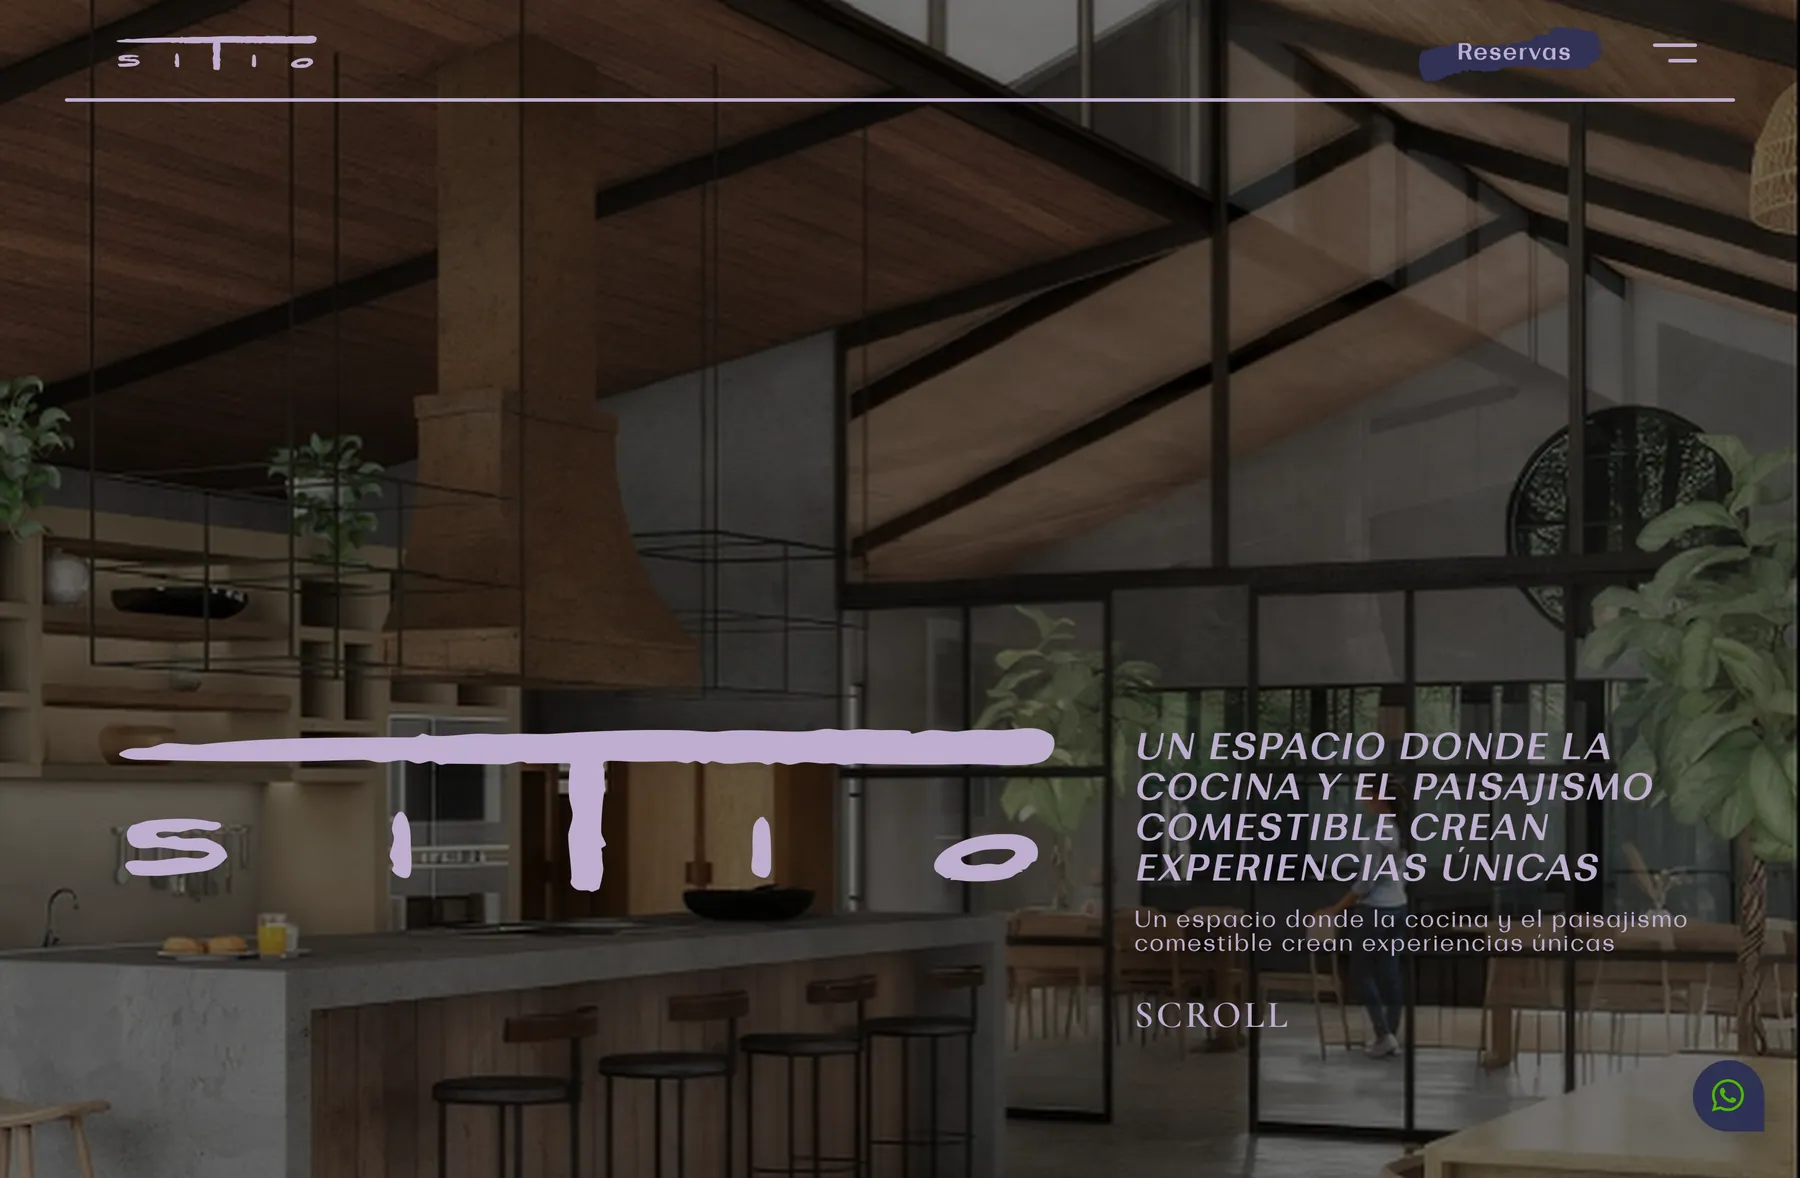 SITIO
Reservas
SITIO
UN ESPACIO DONDE LA
COCINA Y EL PAISAJISMO
COMESTIBLE CREAN
EXPERIENCIAS ÚNICAS
Un espacio donde la cocina y el paisajismo
comestible crean experiencias únicas
SCROLL